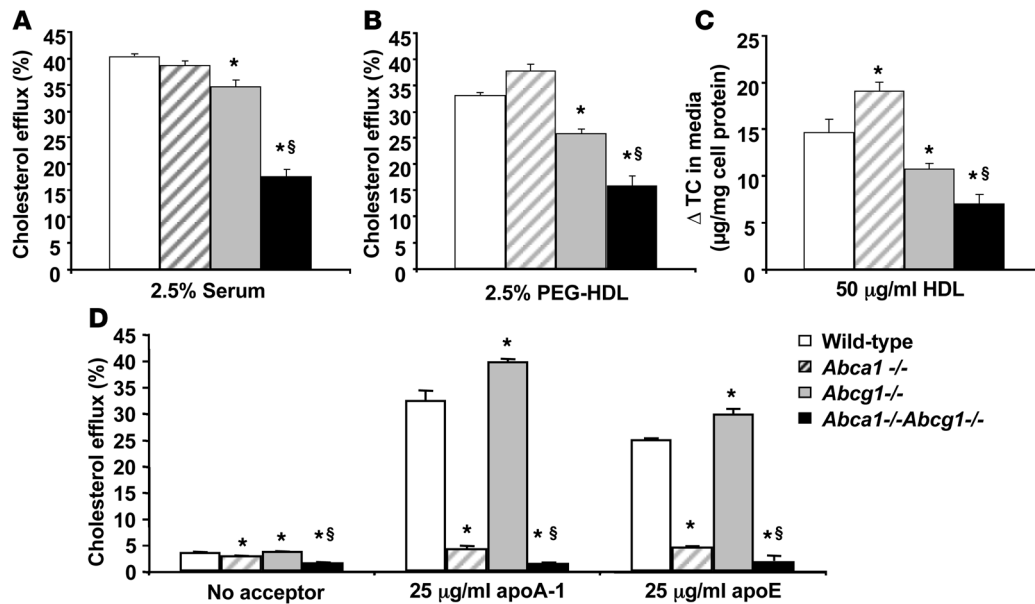 A
Cholesterol efflux (%)
45
40
35
30
25
20
15
10
5
0
*
*§
2.5% Serum
B
Cholesterol efflux (%)
45
40
35
30
25
20
15
10
5
0
*
*§
2.5% PEG-HDL
C
Δ TC in media
(µg/mg cell protein)
25
20
15
10
5
0
*
*
*§
50 µg/ml HDL
D
Cholesterol efflux (%)
45
40
35
30
25
20
15
10
5
0
* * *§
* * *§
* * *§
No acceptor 25 µg/ml apoA-1 25 µg/ml apoE
Wild-type
Abca1 -/-
Abcg1-/-
Abca1-/-Abcg1-/-